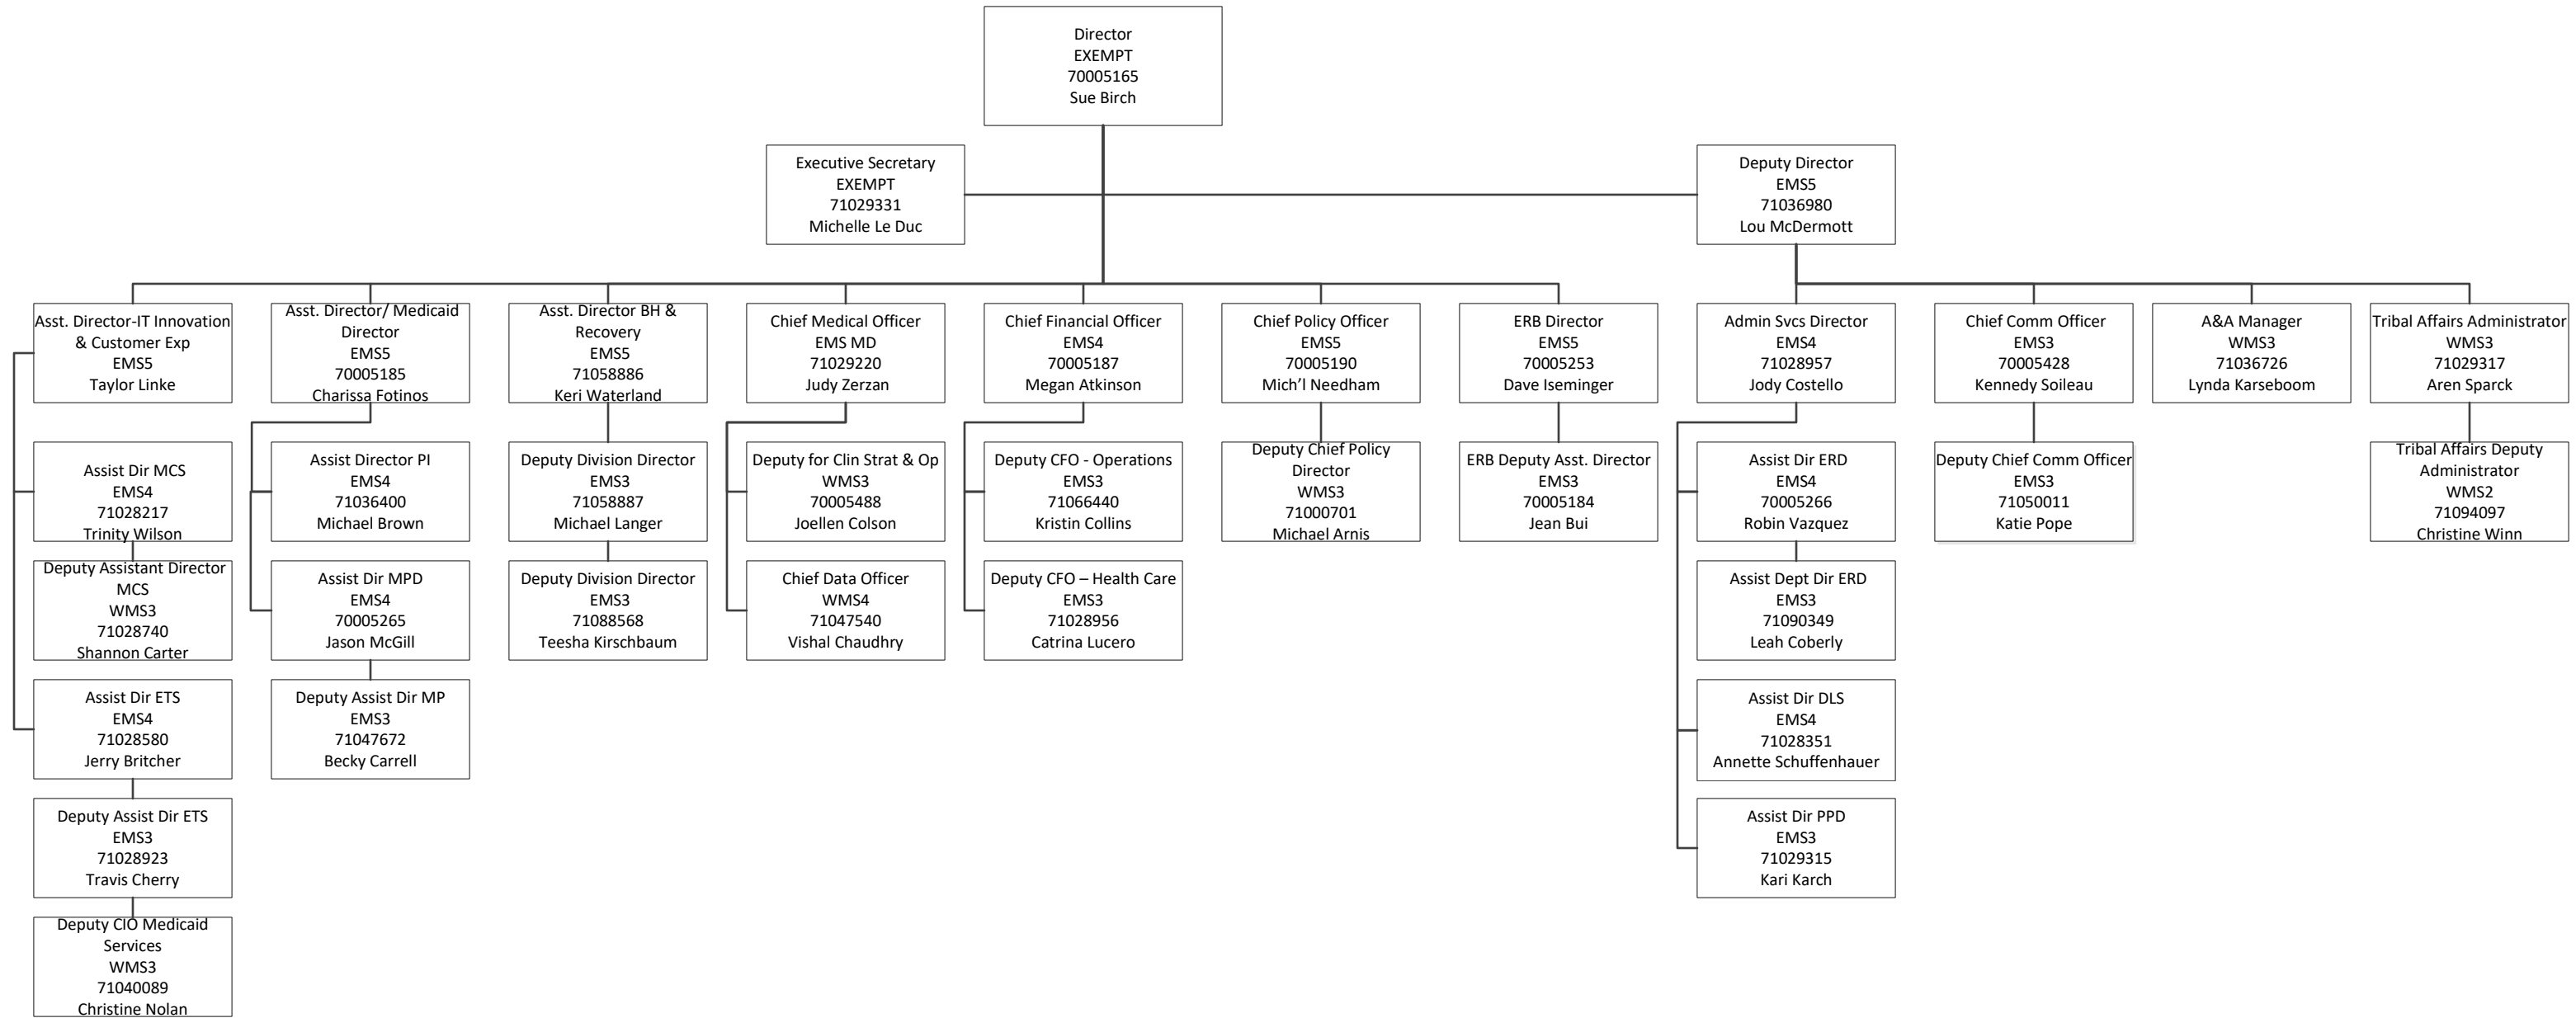 Director
EXEMPT
70005165
Sue Birch
Executive Secretary
EXEMPT
71029331
Michelle Le Duc
Deputy Director
EMS5
71036980
Lou McDermott
Asst. Director-IT Innovation
& Customer Exp
EMS5
Taylor Linke
Asst. Director/ Medicaid
Director
EMS5
70005185
Charissa Fotinos
Asst. Director BH &
Recovery
EMS5
71058886
Keri Waterland
Chief Medical Officer
EMS MD
71029220
Judy Zerzan
Chief Financial Officer
EMS4
70005187
Megan Atkinson
Chief Policy Officer
EMS5
70005190
Mich’l Needham
ERB Director
EMS5
70005253
Dave Iseminger
Admin Svcs Director
EMS4
71028957
Jody Costello
Chief Comm Officer
EMS3
70005428
Kennedy Soileau
A&A Manager
WMS3
71036726
Lynda Karseboom
Tribal Affairs Administrator
WMS3
71029317
Aren Sparck
Assist Dir MCS
EMS4
71028217
Trinity Wilson
Assist Director PI
EMS4
71036400
Michael Brown
Deputy Division Director
EMS3
71058887
Michael Langer
Deputy for Clin Strat & Op
WMS3
70005488
Joellen Colson
Deputy CFO - Operations
EMS3
71066440
Kristin Collins
Deputy Chief Policy
Director
WMS3
71000701
Michael Arnis
ERB Deputy Asst. Director
EMS3
70005184
Jean Bui
Assist Dir ERD
EMS4
70005266
Robin Vazquez
Deputy Chief Comm Officer
EMS3
71050011
Katie Pope
Tribal Affairs Deputy
Administrator
WMS2
71094097
Christine Winn
Deputy Assistant Director
MCS
WMS3
71028740
Shannon Carter
Assist Dir MPD
EMS4
70005265
Jason McGill
Deputy Division Director
EMS3
71088568
Teesha Kirschbaum
Chief Data Officer
WMS4
71047540
Vishal Chaudhry
Deputy CFO – Health Care
EMS3
71028956
Catrina Lucero
Assist Dept Dir ERD
EMS3
71090349
Leah Coberly
Assist Dir ETS
EMS4
71028580
Jerry Britcher
Deputy Assist Dir MP
EMS3
71047672
Becky Carrell
Assist Dir DLS
EMS4
71028351
Annette Schuffenhauer
Deputy Assist Dir ETS
EMS3
71028923
Travis Cherry
Assist Dir PPD
EMS3
71029315
Kari Karch
Deputy CIO Medicaid
Services
WMS3
71040089
Christine Nolan